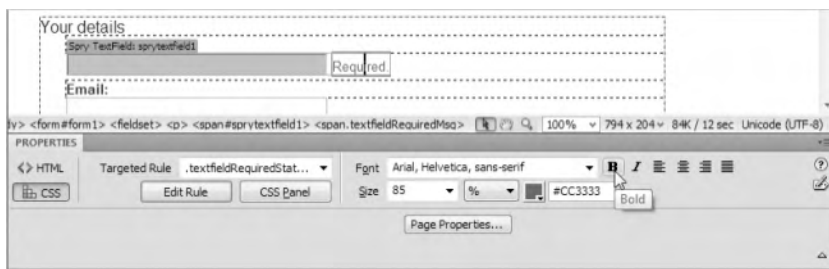 Your details
Spry TextField: sprytextfield1
Required
Email:
<form#form1> <fieldset> <p> <span#sprytextfield1> <span.textfieldRequiredMsg> 100% 794 x 204 84K / 12 sec Unicode (UTF-8)
PROPERTIES
<> HTML Targeted Rule .textfieldRequiredStat... Font Arial, Helvetica, sans-serif B I
CSS Edit Rule CSS Panel Size 85 % #CC3333
Bold
Page Properties...